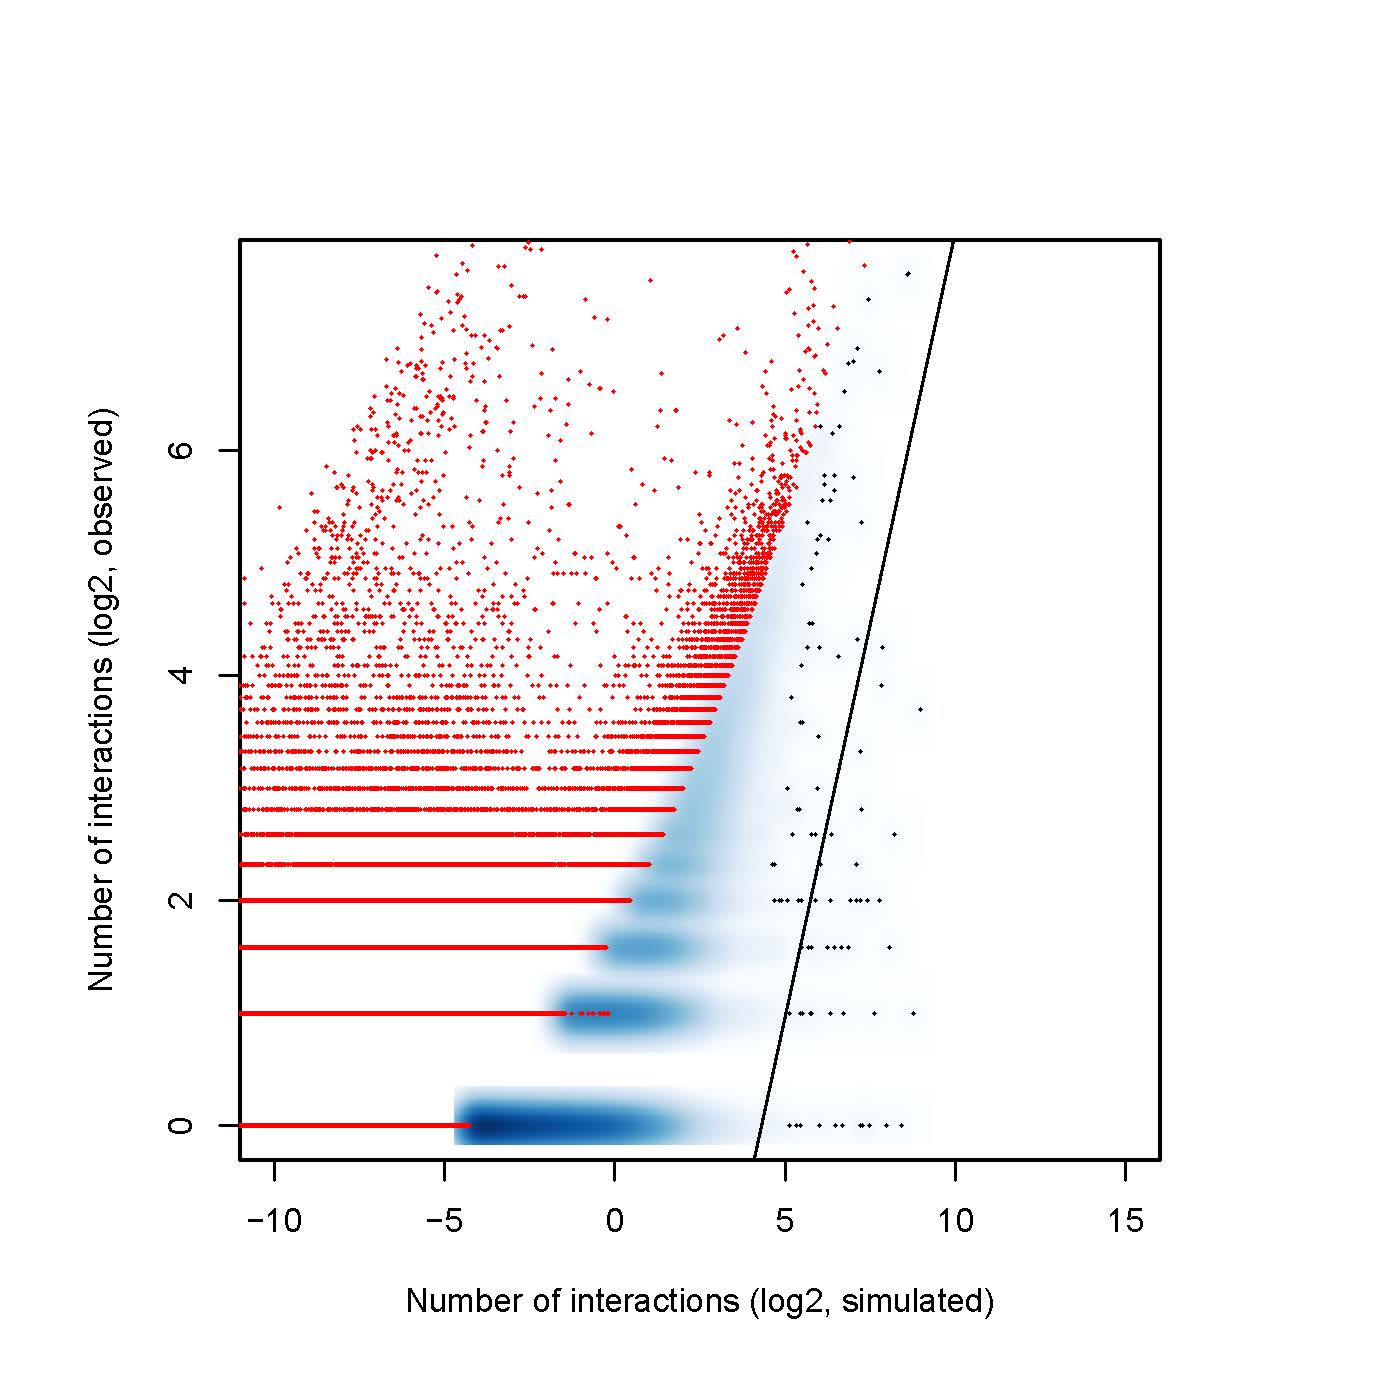 Number of interactions (log2, observed)
6
4
2
0
−10 −5 0 5 10 15
Number of interactions (log2, simulated)